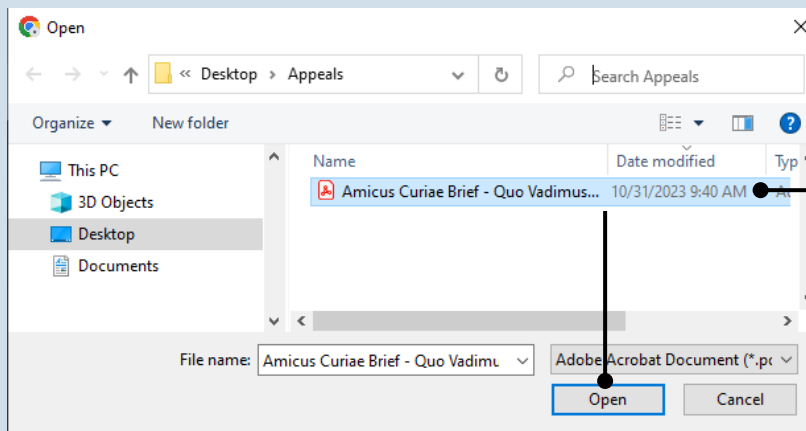 Open
« Desktop › Appeals
Search Appeals
Organize
New folder
?
Name
Date modified
Typ
This PC
Amicus Curiae Brief - Quo Vadimus... 10/31/2023 9:40 AM
3D Objects
Desktop
Documents
File name: Amicus Curiae Brief - Quo Vadimu
Adobe Acrobat Document (*.p
Open
Cancel